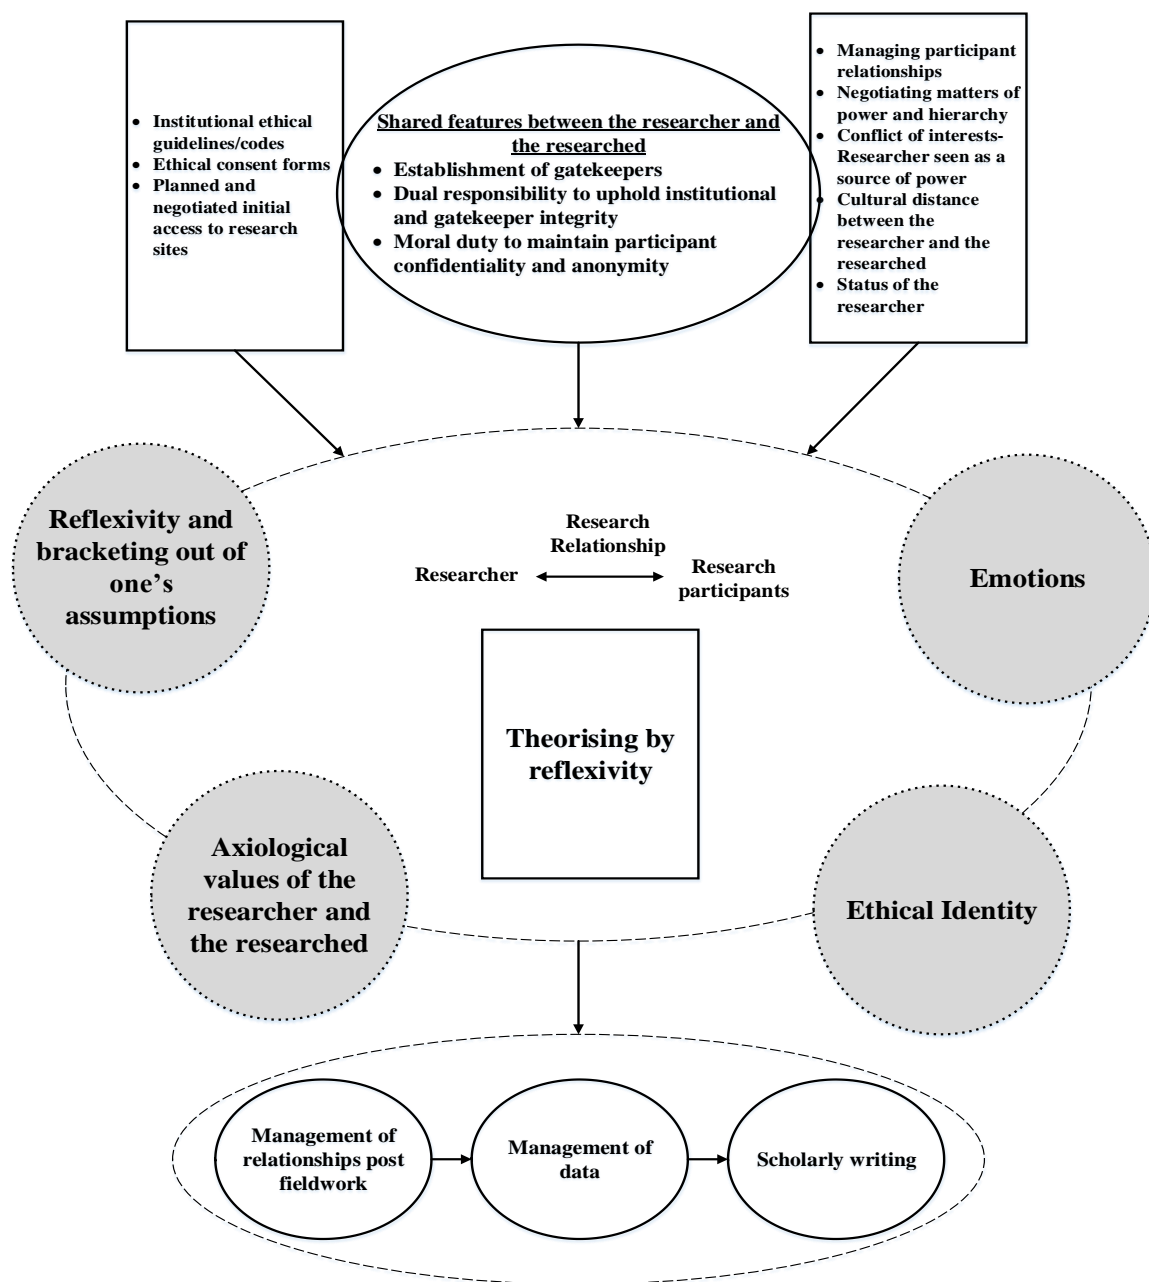 • Institutional ethical
guidelines/codes
• Ethical consent forms
• Planned and
negotiated initial
access to research
sites
Shared features between the researcher and
the researched
• Establishment of gatekeepers
• Dual responsibility to uphold institutional
and gatekeeper integrity
• Moral duty to maintain participant
confidentiality and anonymity
• Managing participant
relationships
• Negotiating matters of
power and hierarchy
• Conflict of interests-
Researcher seen as a
source of power
• Cultural distance
between the
researcher and the
researched
• Status of the
researcher
Reflexivity and
bracketing out of
one’s
assumptions
Research
Relationship
Researcher
Research
participants
Emotions
Theorising by
reflexivity
Axiological
values of the
researcher and
the researched
Ethical Identity
Management of
relationships post
fieldwork
Management of
data
Scholarly writing